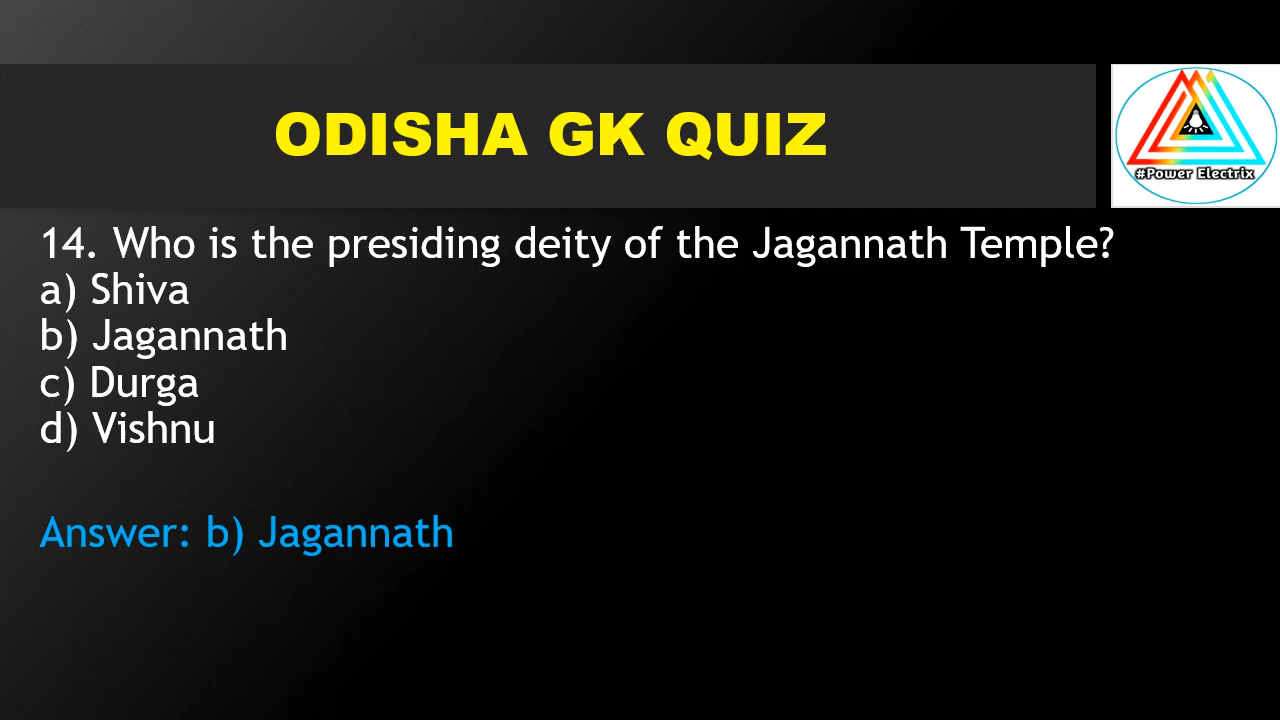 ODISHA GK QUIZ
#Power Electrix
14. Who is the presiding deity of the Jagannath Temple?
a) Shiva
b) Jagannath
c) Durga
d) Vishnu
Answer: b) Jagannath